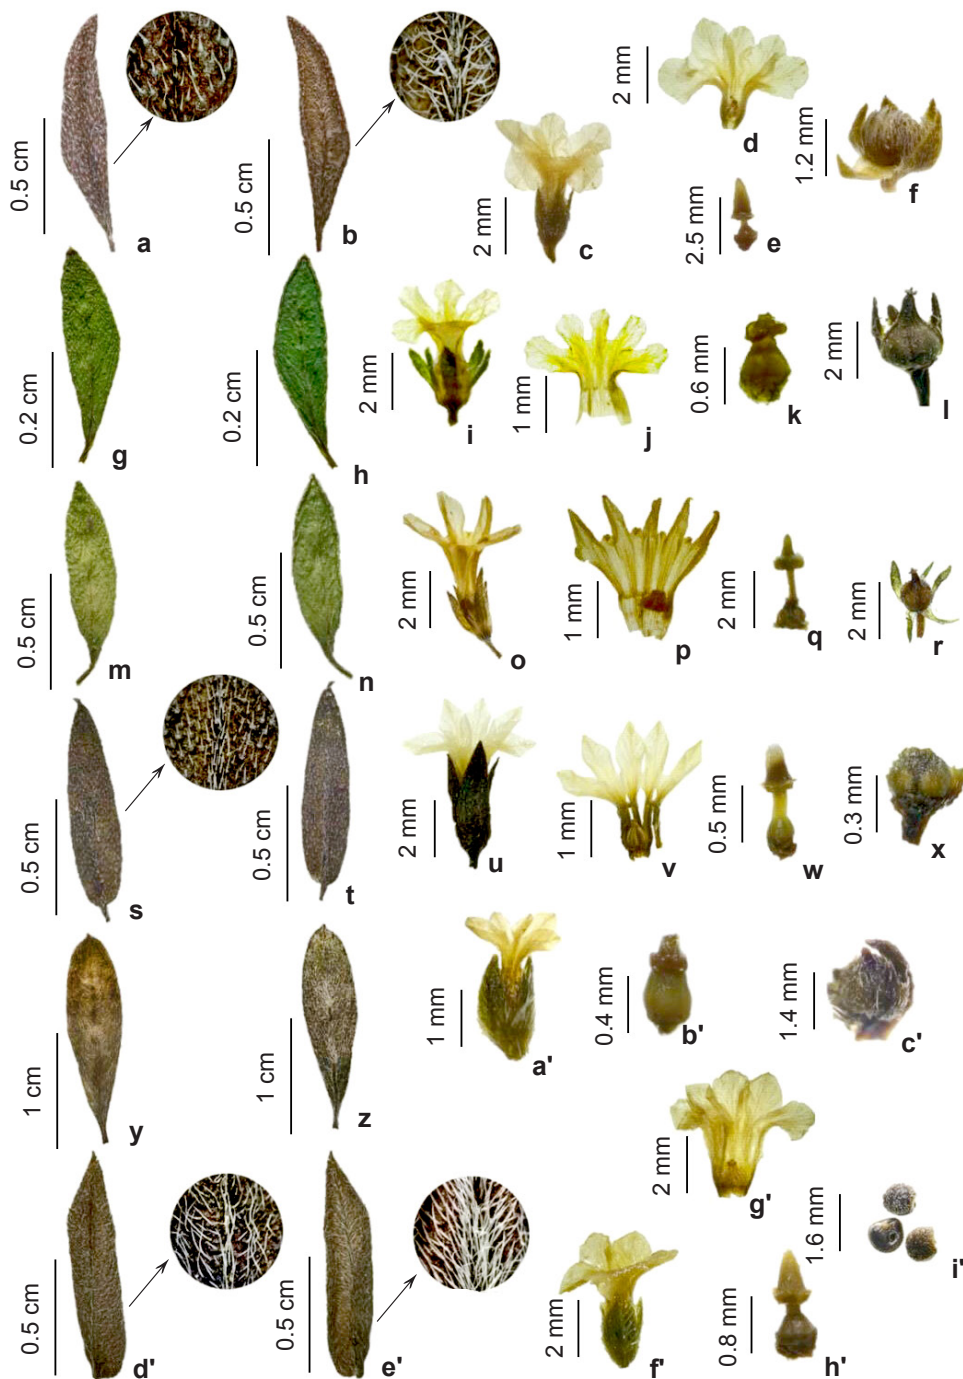 0.5 cm
a
0.5 cm
b
2 mm
c
2 mm
d
2.5 mm
e
1.2 mm
f
0.2 cm
g
0.2 cm
h
2 mm
i
1 mm
j
0.6 mm
k
2 mm
l
0.5 cm
m
0.5 cm
n
2 mm
o
1 mm
p
2 mm
q
2 mm
r
0.5 cm
s
0.5 cm
t
2 mm
u
1 mm
v
0.5 mm
w
0.3 mm
x
1 cm
y
1 cm
z
1 mm
a'
0.4 mm
b'
1.4 mm
c'
0.5 cm
d'
0.5 cm
e'
2 mm
f'
2 mm
g'
0.8 mm
h'
1.6 mm
i'